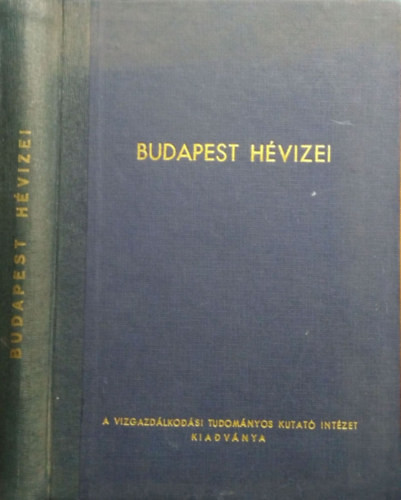 BUDAPEST HÉVIZEI
BUDAPEST HÉVIZEI
A VIZGAZDÁLKODÁSI TUDOMÁNYOS KUTATÓ INTÉZET
KIADVÁNYA